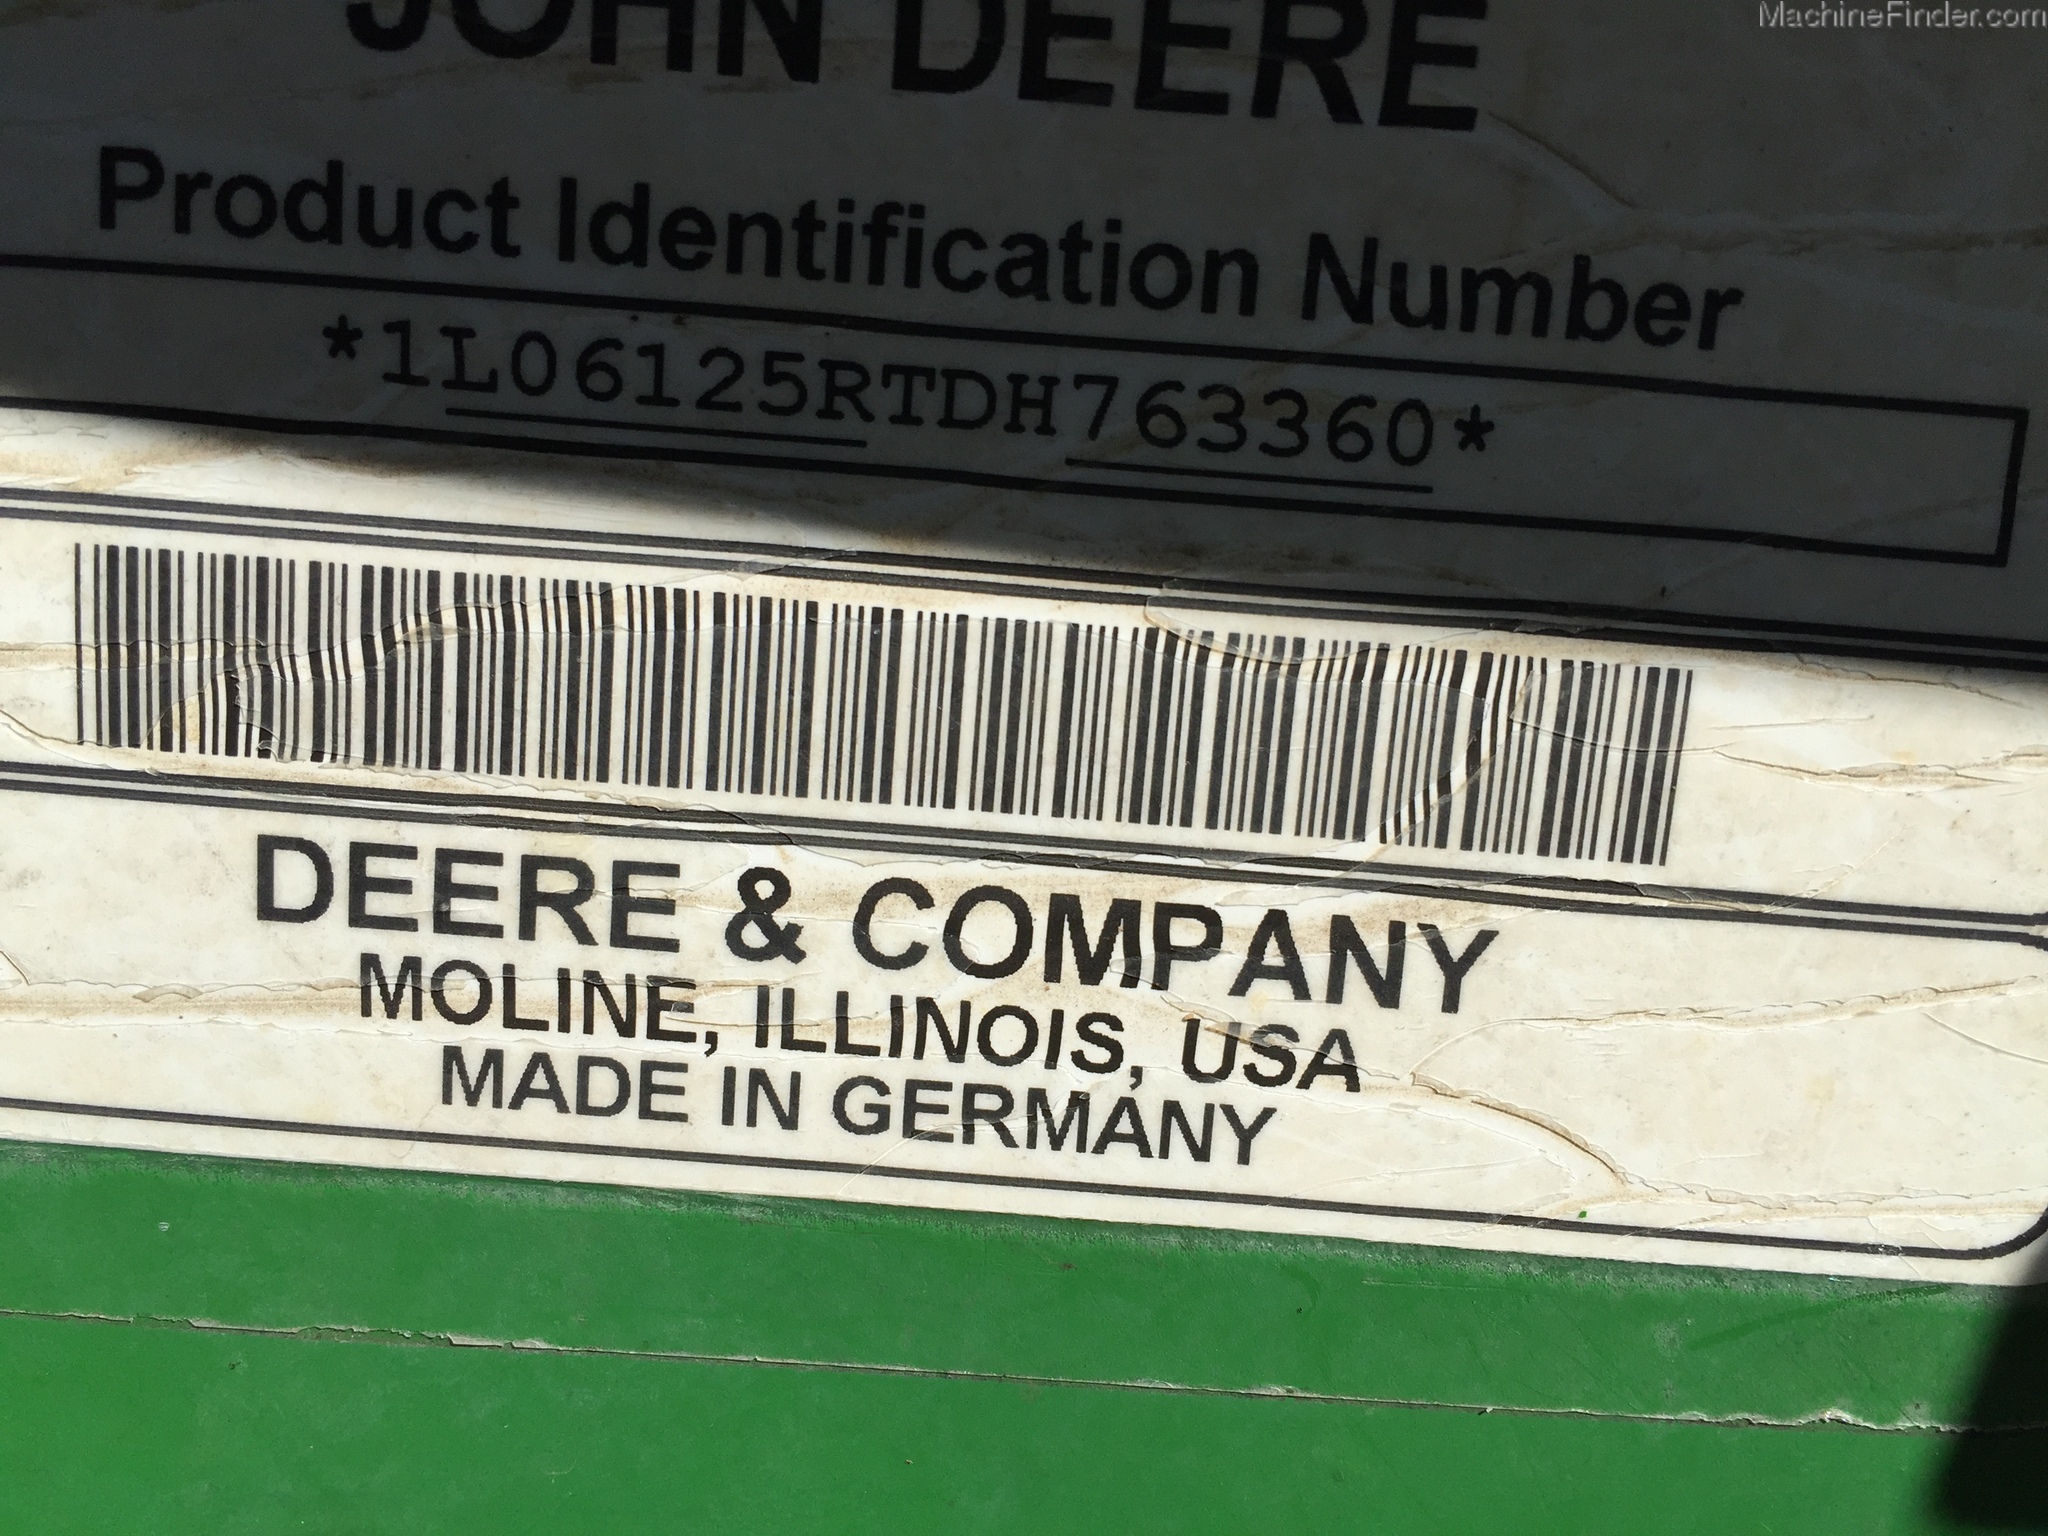 MachineFinder.com
JOHN DEERE
Product Identification Number
*1L06125RTDH763360*
DEERE & COMPANY
MOLINE, ILLINOIS, USA
MADE IN GERMANY